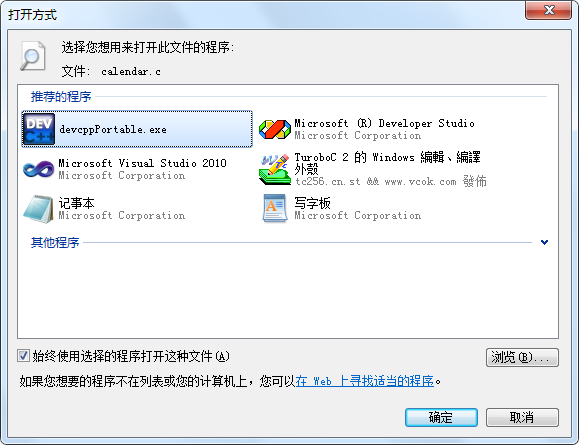 打开方式
选择您想用来打开此文件的程序:
文件: calendar.c
推荐的程序
DEV C++
devcppPortable.exe
Microsoft (R) Developer Studio
Microsoft Corporation
Microsoft Visual Studio 2010
Microsoft Corporation
TuroboC 2 的 Windows 編輯、編譯
外殼
tc256.cn.st && www.vcok.com 發佈
记事本
Microsoft Corporation
写字板
Microsoft Corporation
其他程序
始终使用选择的程序打开这种文件(A)
浏览(B)...
如果您想要的程序不在列表或您的计算机上，您可以在 Web 上寻找适当的程序。
确定
取消